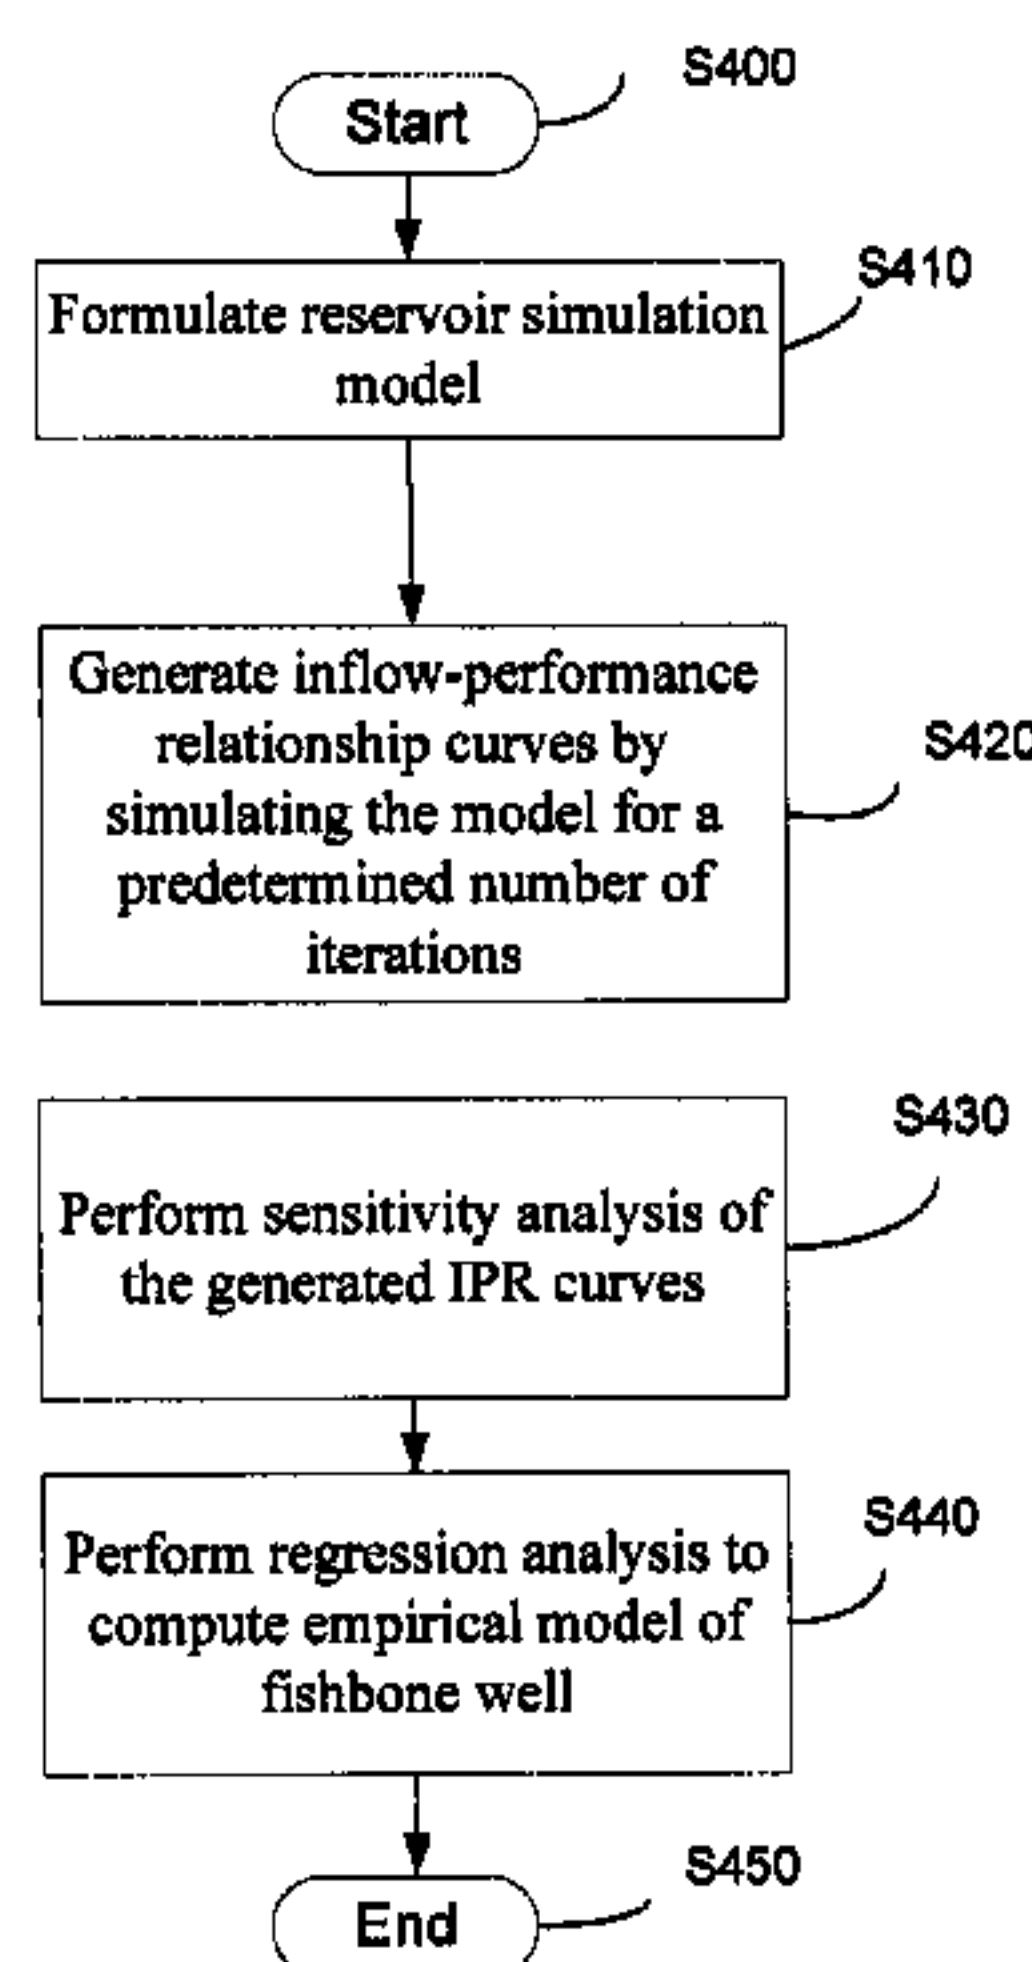 S400
Start
S410
Formulate reservoir simulation
model
Generate inflow-performance
relationship curves by
simulating the model for a
predetermined number of
iterations
S420
S430
Perform sensitivity analysis of
the generated IPR curves
S440
Perform regression analysis to
compute empirical model of
fishbone well
S450
End